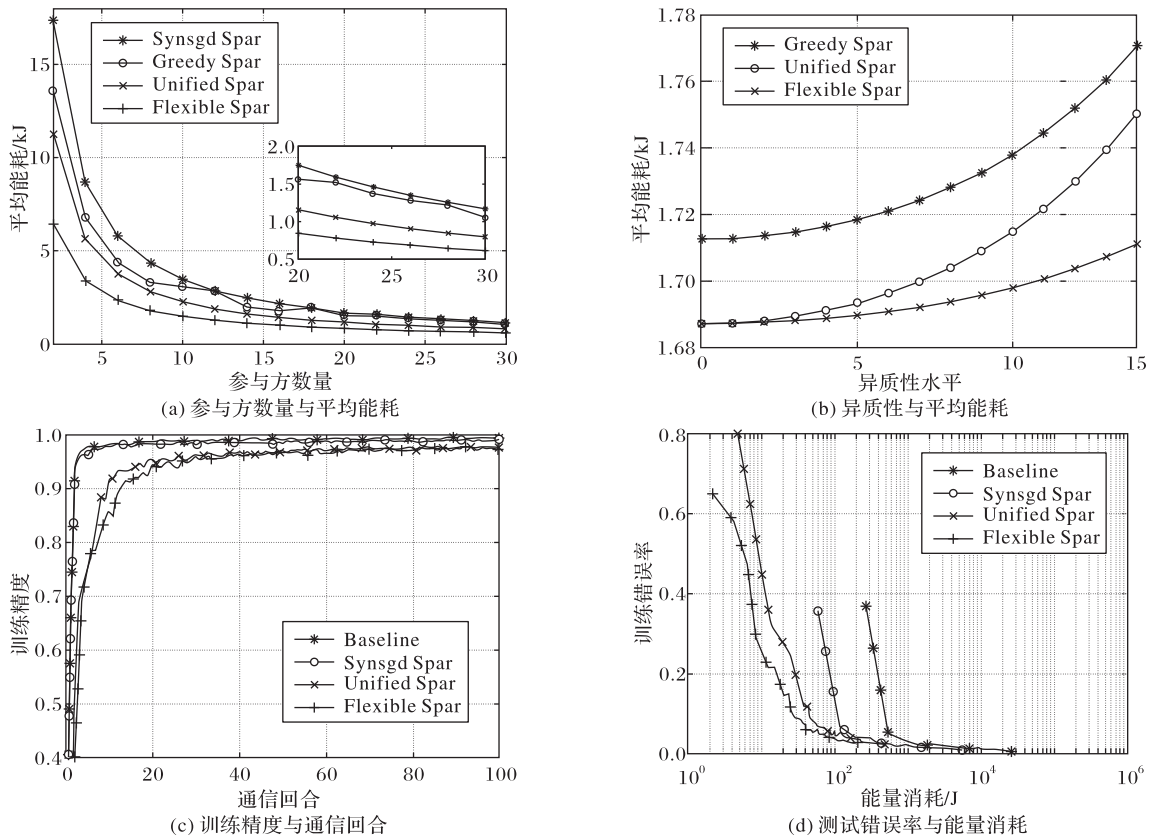 Synsgd Spar
Greedy Spar
Unified Spar
Flexible Spar
15
10
5
0
平均能耗/kJ
2.0
1.5
1.0
0.5
20 25 30
5 10 15 20 25 30
参与方数量
(a) 参与方数量与平均能耗
Greedy Spar
Unified Spar
Flexible Spar
1.78
1.76
1.74
1.72
1.70
1.68
平均能耗/kJ
0 5 10 15
异质性水平
(b) 异质性与平均能耗
1.0
0.9
0.8
0.7
0.6
0.5
0.4
训练精度
Baseline
Synsgd Spar
Unified Spar
Flexible Spar
0 20 40 60 80 100
通信回合
(c) 训练精度与通信回合
0.8
0.6
0.4
0.2
0.0
训练错误率
Baseline
Synsgd Spar
Unified Spar
Flexible Spar
10⁰ 10² 10⁴ 10⁶
能量消耗/J
(d) 测试错误率与能量消耗